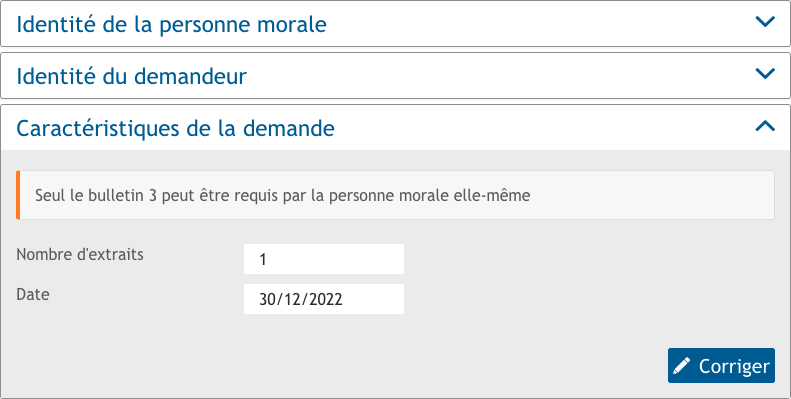 Identité de la personne morale
Identité du demandeur
Caractéristiques de la demande
Seul le bulletin 3 peut être requis par la personne morale elle-même
Nombre d'extraits
1
Date
30/12/2022
Corriger